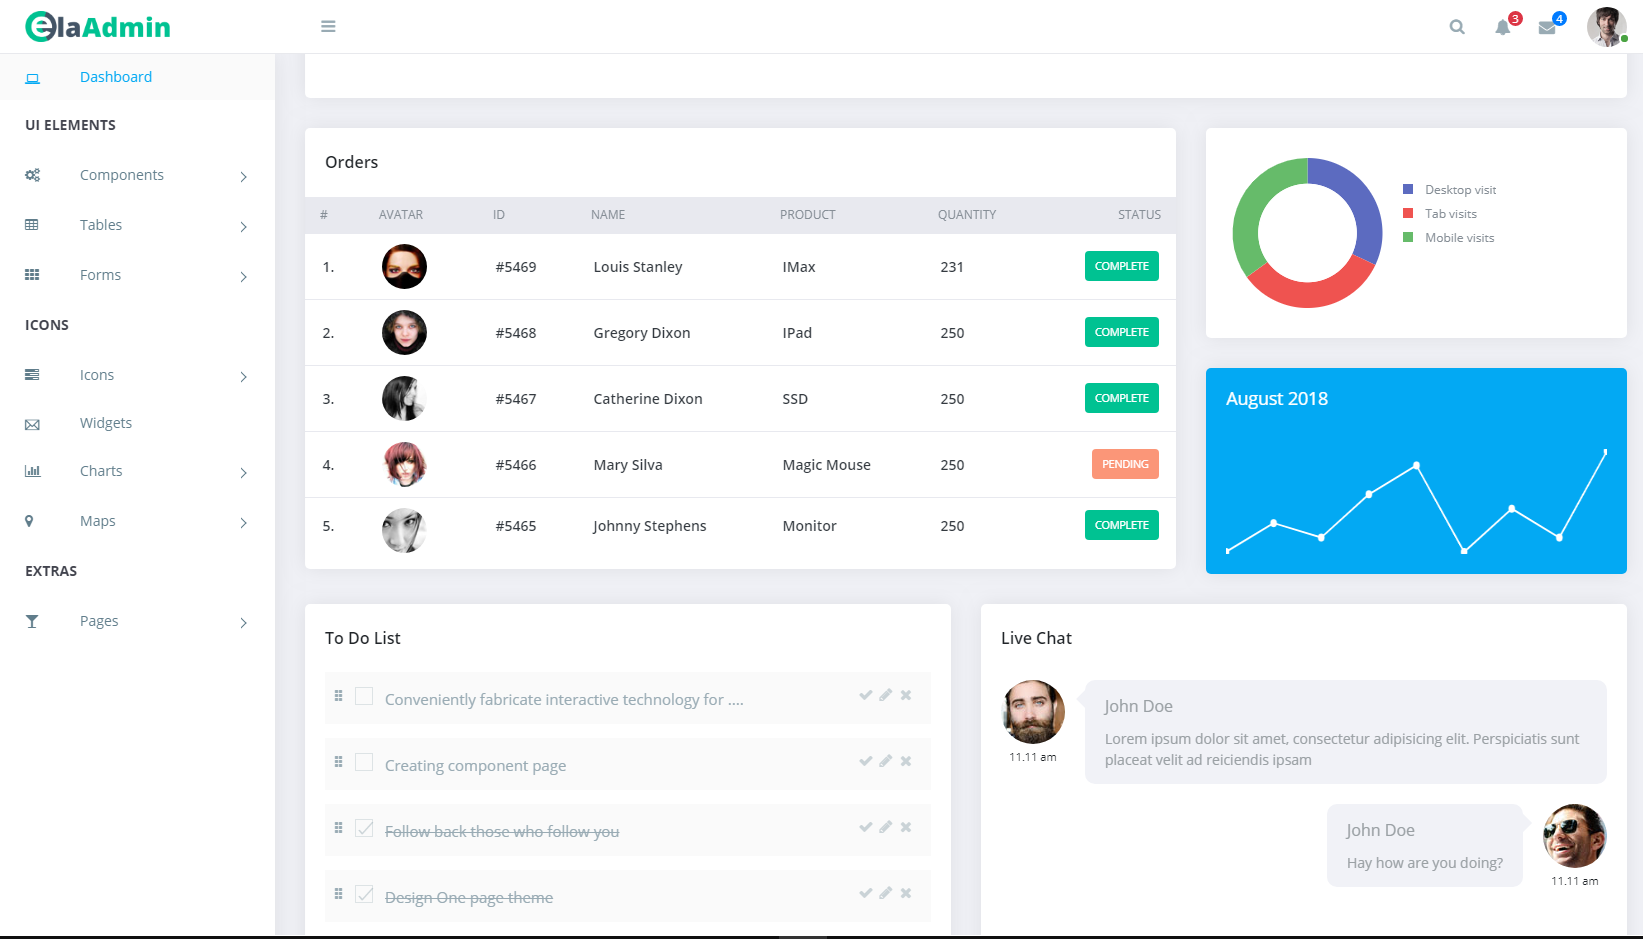 elaAdmin
3
4
Dashboard
UI ELEMENTS
Components
Tables
Forms
ICONS
Icons
Widgets
Charts
Maps
EXTRAS
Pages
Orders
# AVATAR ID NAME PRODUCT QUANTITY STATUS
1. #5469 Louis Stanley IMax 231 COMPLETE
2. #5468 Gregory Dixon IPad 250 COMPLETE
3. #5467 Catherine Dixon SSD 250 COMPLETE
4. #5466 Mary Silva Magic Mouse 250 PENDING
5. #5465 Johnny Stephens Monitor 250 COMPLETE
Desktop visit
Tab visits
Mobile visits
August 2018
To Do List
Conveniently fabricate interactive technology for ....
Creating component page
Follow back those who follow you
Design One page theme
Live Chat
John Doe
Lorem ipsum dolor sit amet, consectetur adipisicing elit. Perspiciatis sunt
placeat velit ad reiciendis ipsam
11.11 am
John Doe
Hay how are you doing?
11.11 am